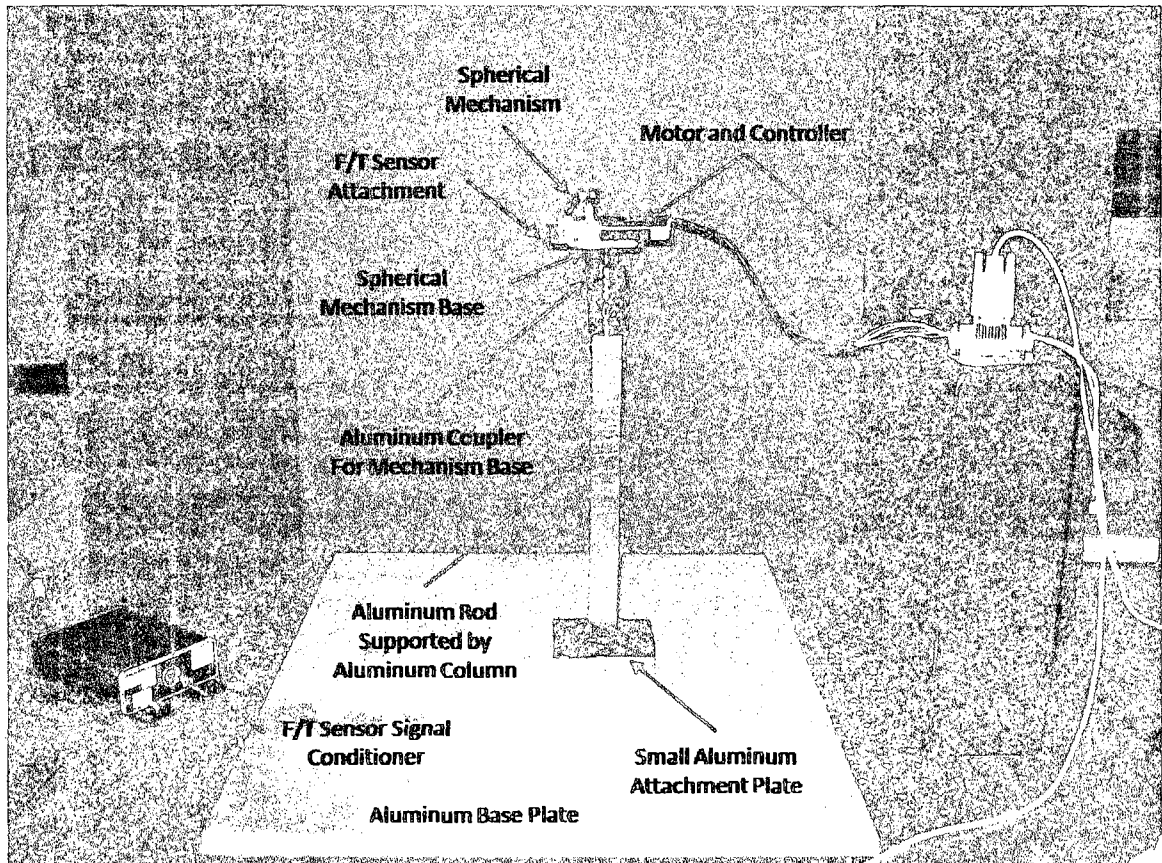 Spherical
Mechanism
Motor and Controller
F/T Sensor
Attachment
Spherical
Mechanism Base
Aluminum Coupler
For Mechanism Base
Aluminum Rod
Supported by
Aluminum Column
F/T Sensor Signal
Conditioner
Small Aluminum
Attachment Plate
Aluminum Base Plate